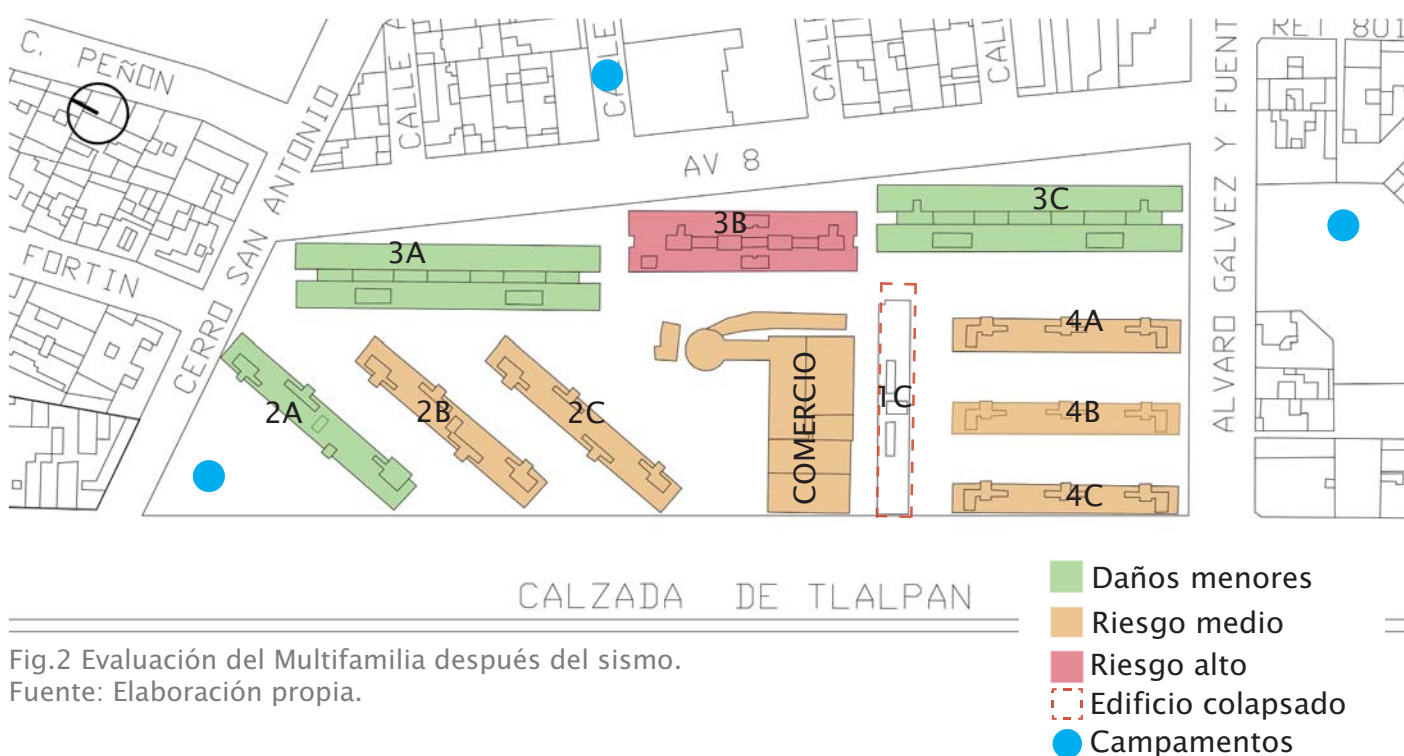 C. PEÑON
CALLE
CALLE
CALLE
CALL
RET 801
CERRO SAN ANTONIO
AV 8
FORTIN
ALVARO GÁLVEZ Y FUENT
3A
3B
3C
2A
2B
2C
COMERCIO
1C
4A
4B
4C
CALZADA DE TLALPAN
Daños menores
Riesgo medio
Riesgo alto
Edificio colapsado
Campamentos
Fig.2 Evaluación del Multifamilia después del sismo.
Fuente: Elaboración propia.